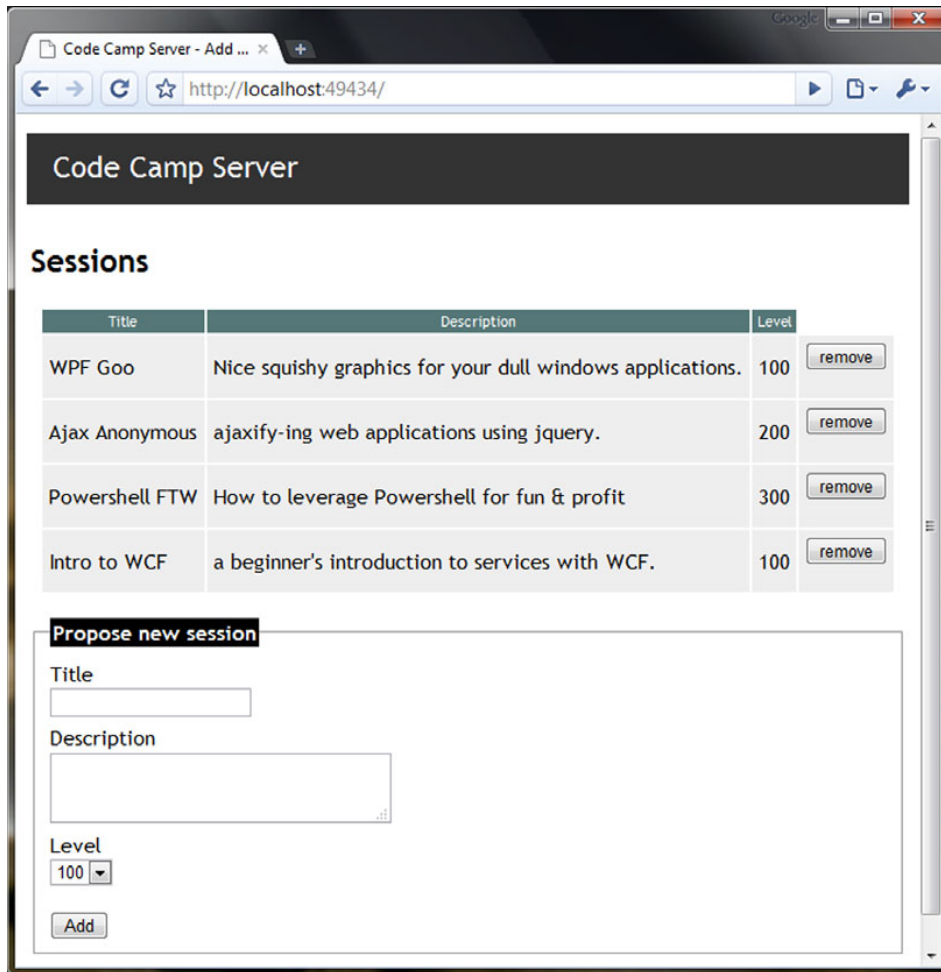 Google
Code Camp Server - Add ...
http://localhost:49434/
Code Camp Server
Sessions
Title Description Level
WPF Goo Nice squishy graphics for your dull windows applications. 100 remove
Ajax Anonymous ajaxify-ing web applications using jquery. 200 remove
Powershell FTW How to leverage Powershell for fun & profit 300 remove
Intro to WCF a beginner's introduction to services with WCF. 100 remove
Propose new session
Title
Description
Level
100
Add